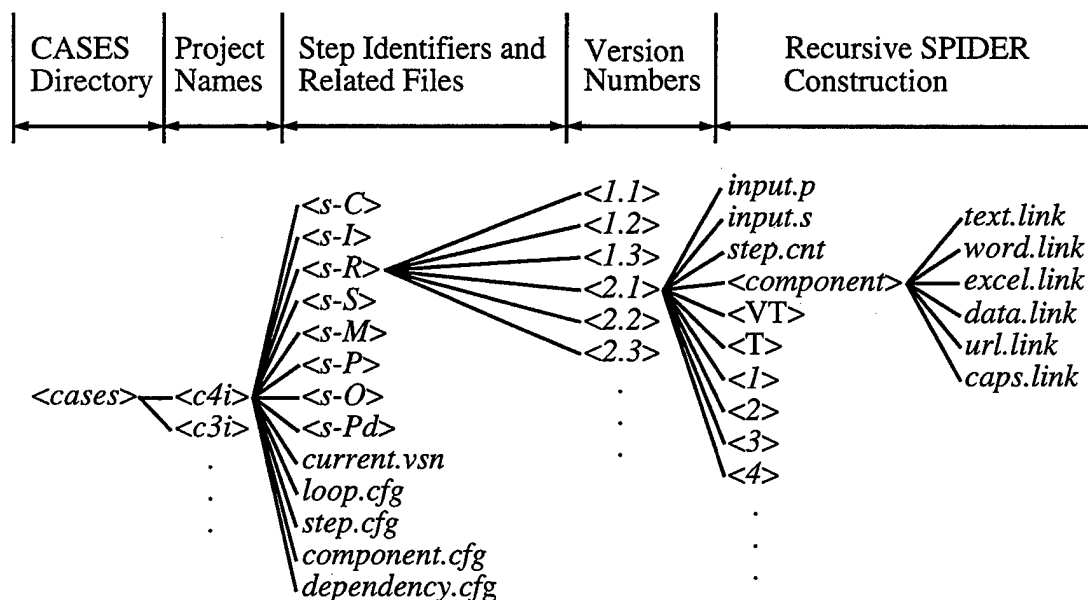 CASES Directory
Project Names
Step Identifiers and Related Files
Version Numbers
Recursive SPIDER Construction
<cases>
<c4i>
<c3i>
.
.
.
<s-C>
<s-I>
<s-R>
<s-S>
<s-M>
<s-P>
<s-O>
<s-Pd>
current.vsn
loop.cfg
step.cfg
component.cfg
dependency.cfg
<1.1>
<1.2>
<1.3>
<2.1>
<2.2>
<2.3>
.
.
.
input.p
input.s
step.cnt
<component>
<VT>
<T>
<1>
<2>
<3>
<4>
.
.
.
text.link
word.link
excel.link
data.link
url.link
caps.link